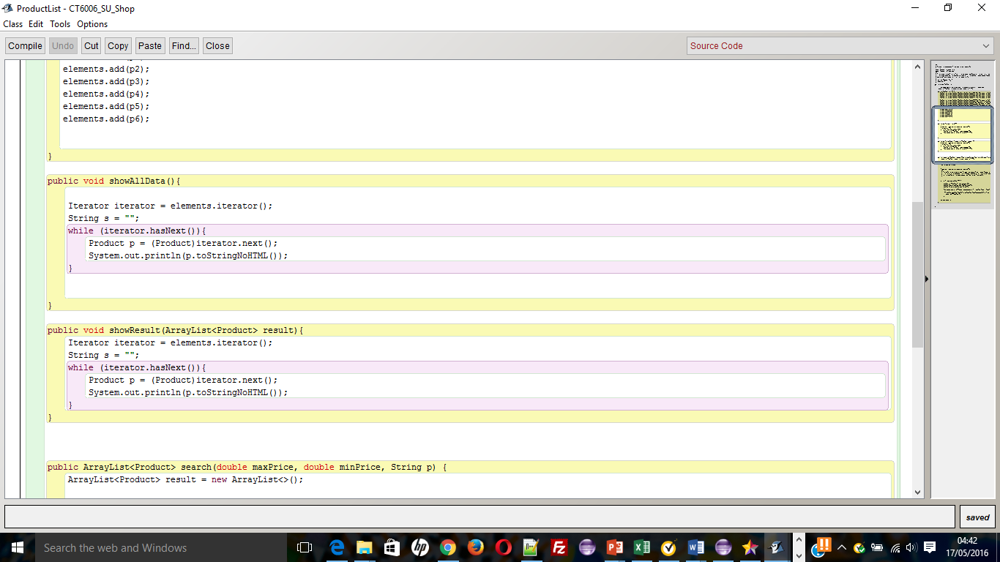 ProductList - CT6006_SU_Shop
Class Edit Tools Options
Compile Undo Cut Copy Paste Find... Close Source Code
elements.add(p2);
elements.add(p3);
elements.add(p4);
elements.add(p5);
elements.add(p6);
}
public void showAllData(){
Iterator iterator = elements.iterator();
String s = "";
while (iterator.hasNext()){
Product p = (Product)iterator.next();
System.out.println(p.toStringNoHTML());
}
}
public void showResult(ArrayList<Product> result){
Iterator iterator = elements.iterator();
String s = "";
while (iterator.hasNext()){
Product p = (Product)iterator.next();
System.out.println(p.toStringNoHTML());
}
}
public ArrayList<Product> search(double maxPrice, double minPrice, String p) {
ArrayList<Product> result = new ArrayList<>();
saved
Search the web and Windows
04:42
17/05/2016